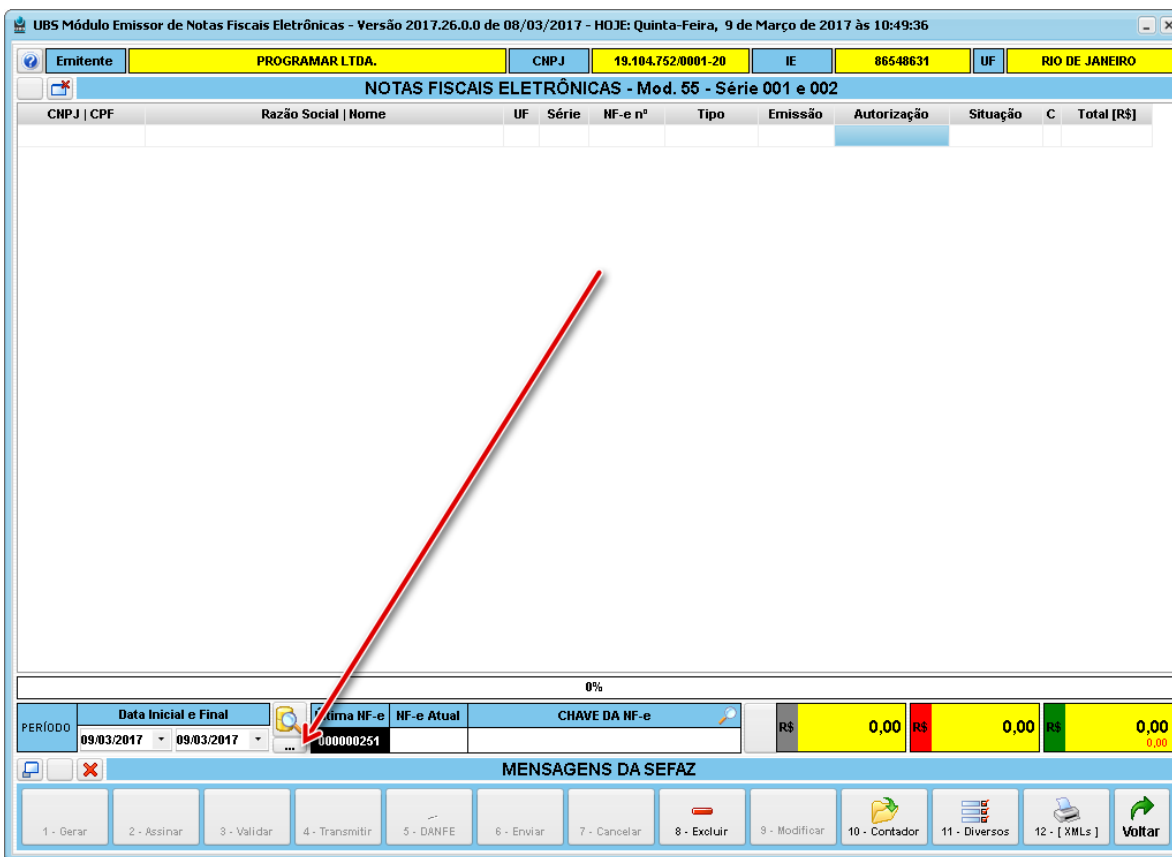 UBS Módulo Emissor de Notas Fiscais Eletrônicas - Versão 2017.26.0.0 de 08/03/2017 - HOJE: Quinta-Feira, 9 de Março de 2017 às 10:49:36
Emitente PROGRAMAR LTDA. CNPJ 19.104.752/0001-20 IE 86548631 UF RIO DE JANEIRO
NOTAS FISCAIS ELETRÔNICAS - Mod. 55 - Série 001 e 002
CNPJ | CPF Razão Social | Nome UF Série NF-e nº Tipo Emissão Autorização Situação C Total [R$]
0%
PERÍODO Data Inicial e Final Última NF-e NF-e Atual CHAVE DA NF-e R$ 0,00 R$ 0,00 R$ 0,00
09/03/2017 09/03/2017 ... 000000251 0,00
MENSAGENS DA SEFAZ
1 - Gerar 2 - Assinar 3 - Validar 4 - Transmitir 5 - DANFE 6 - Enviar 7 - Cancelar 8 - Excluir 9 - Modificar 10 - Contador 11 - Diversos 12 - [ XMLs ] Voltar